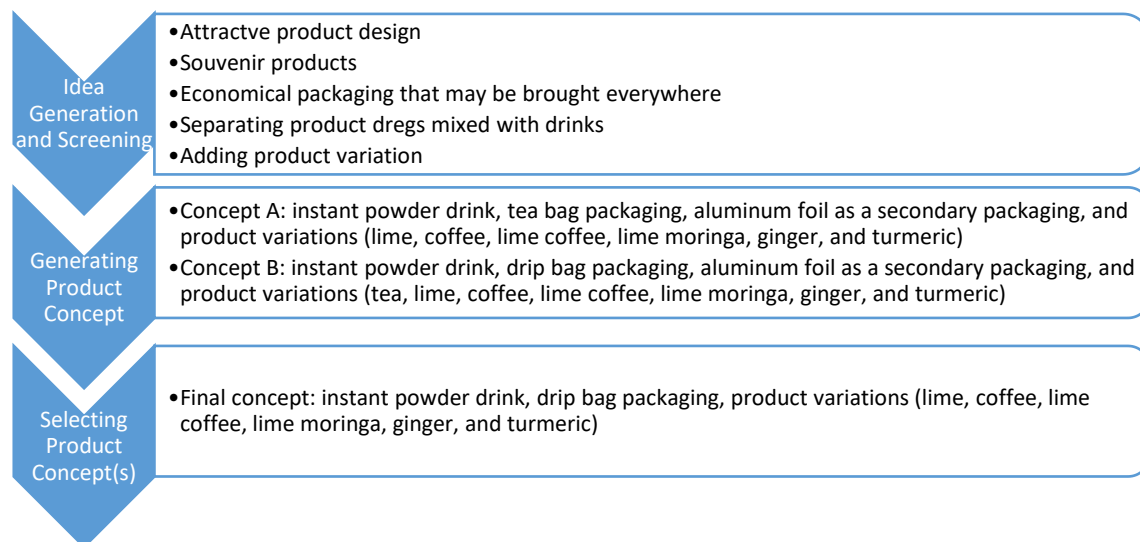 Idea
Generation
and Screening
•Attractve product design
•Souvenir products
•Economical packaging that may be brought everywhere
•Separating product dregs mixed with drinks
•Adding product variation
Generating
Product
Concept
•Concept A: instant powder drink, tea bag packaging, aluminum foil as a secondary packaging, and
product variations (lime, coffee, lime coffee, lime moringa, ginger, and turmeric)
•Concept B: instant powder drink, drip bag packaging, aluminum foil as a secondary packaging, and
product variations (tea, lime, coffee, lime coffee, lime moringa, ginger, and turmeric)
Selecting
Product
Concept(s)
•Final concept: instant powder drink, drip bag packaging, product variations (lime, coffee, lime
coffee, lime moringa, ginger, and turmeric)